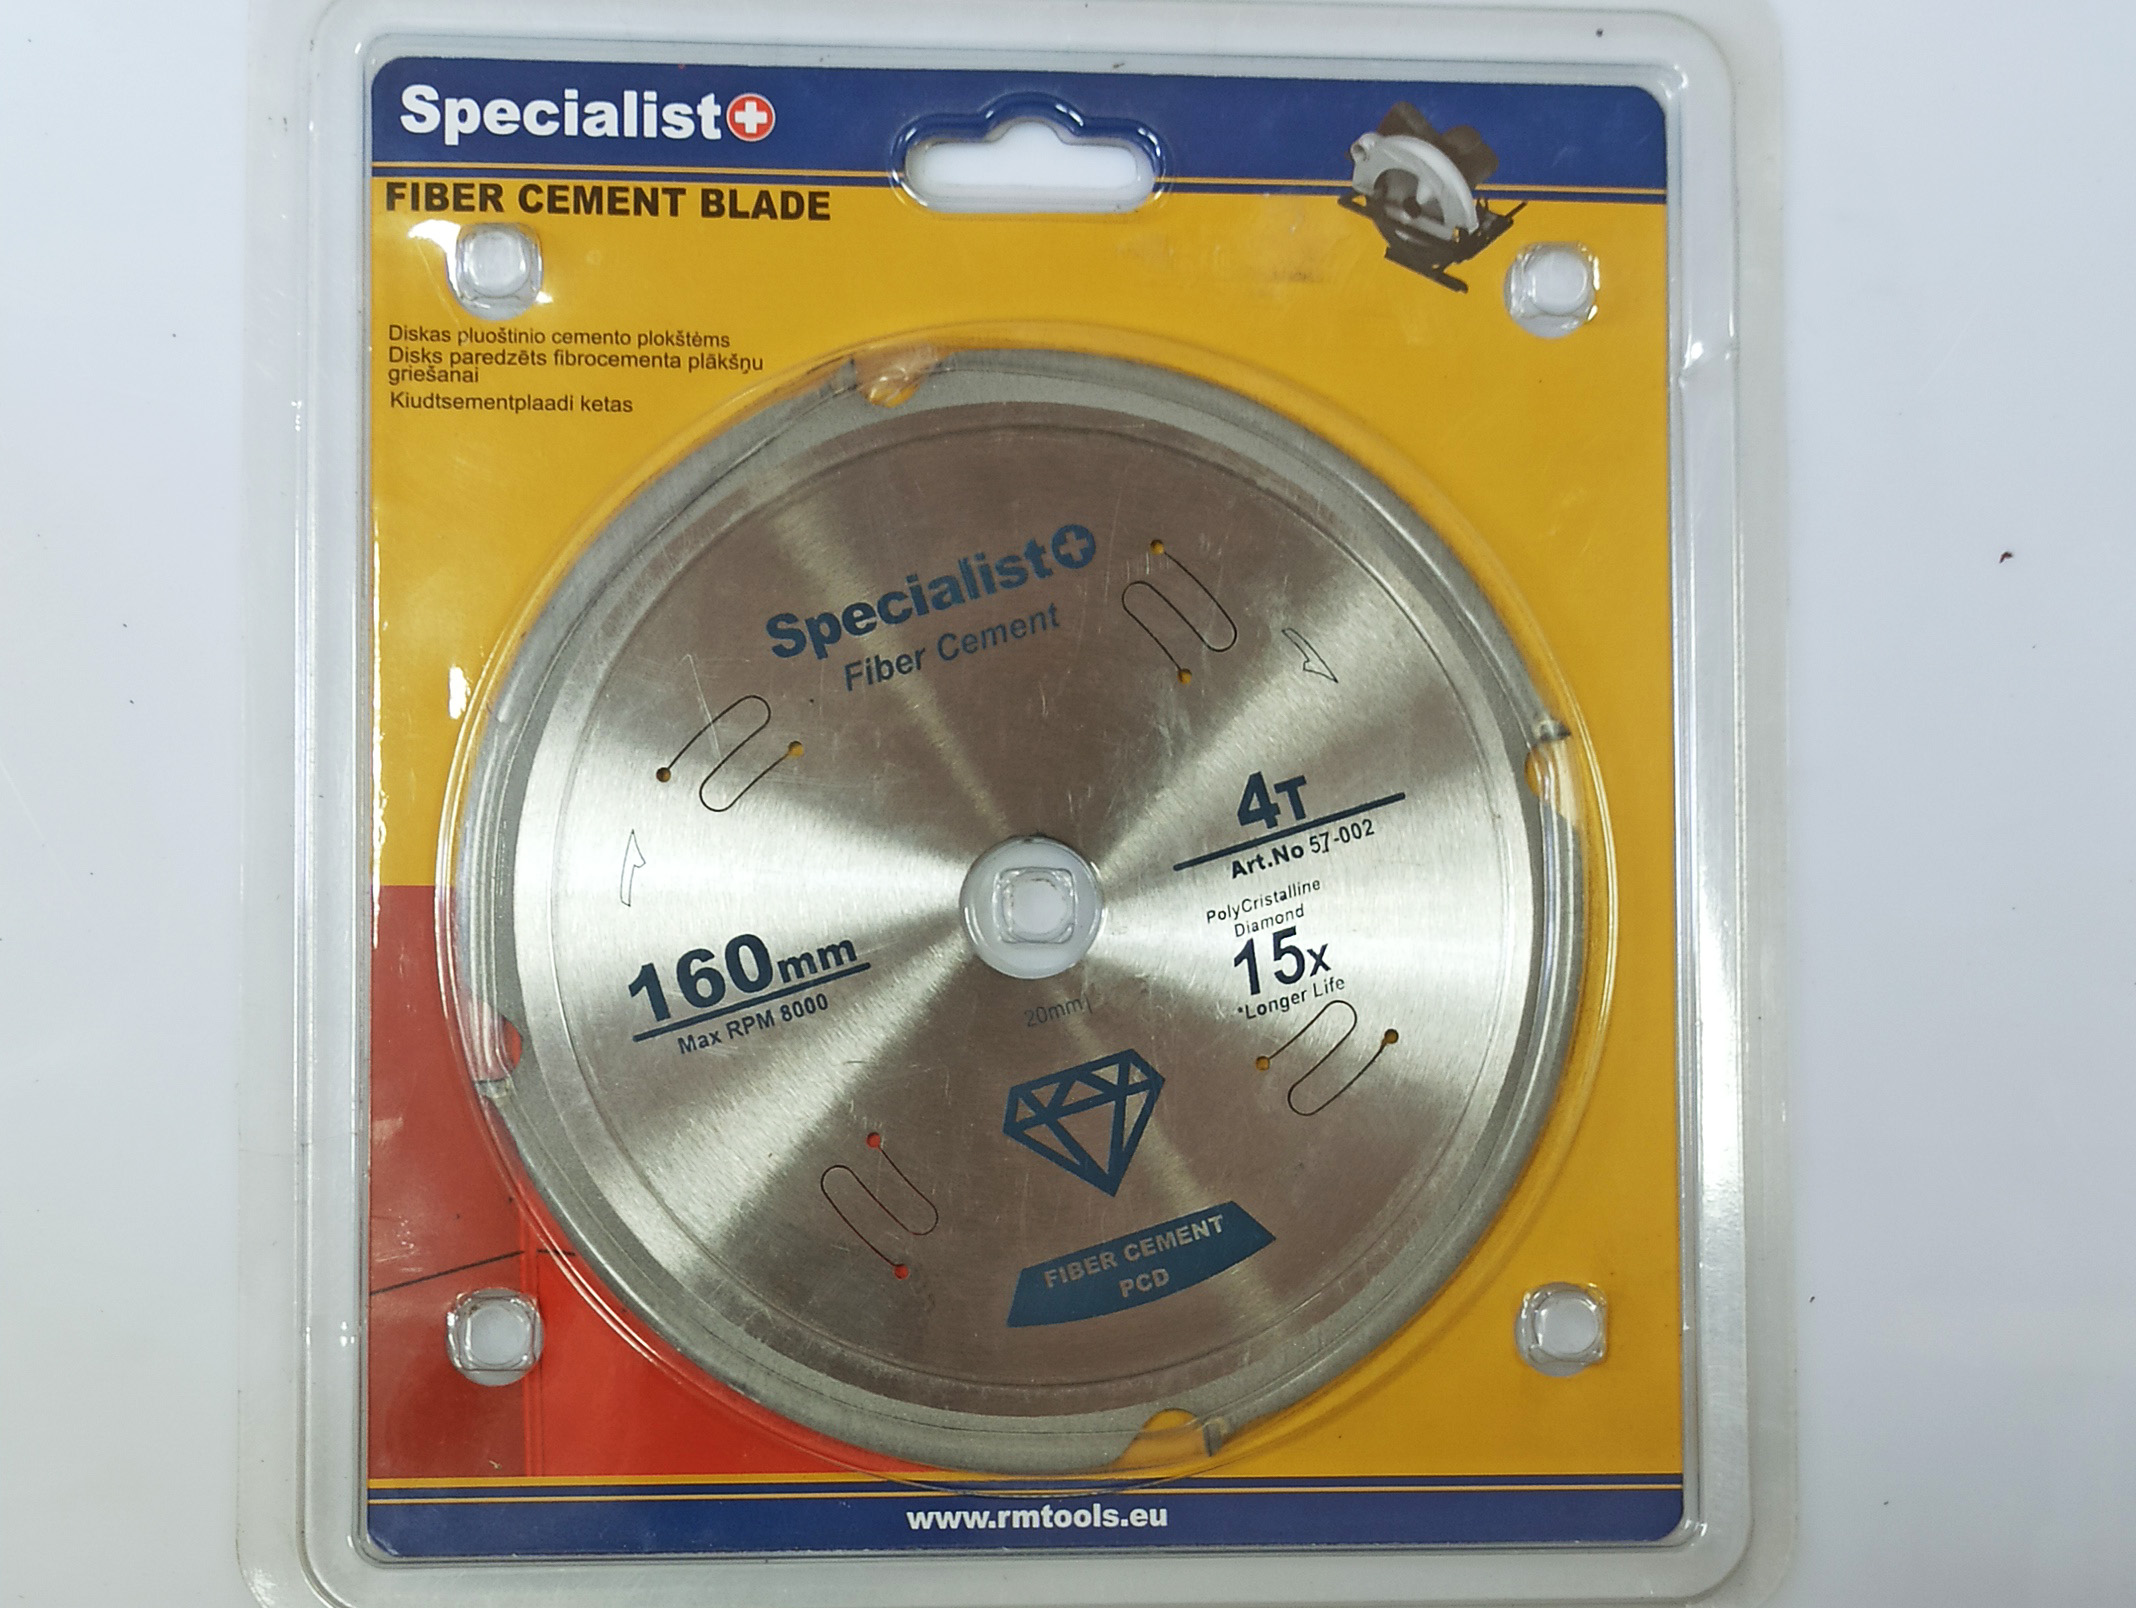 Specialist
FIBER CEMENT BLADE
Diskas pluoštinio cemento plokštėms
Disks paredzēts fibrocementa plākšņu
griešanai
Kiudtsementplaadi ketas
Specialist
Fiber Cement
4T
Art.No 57-002
PolyCristalline
Diamond
15x
*Longer Life
160mm
Max RPM 8000
20mm
FIBER CEMENT
PCD
www.rmtools.eu